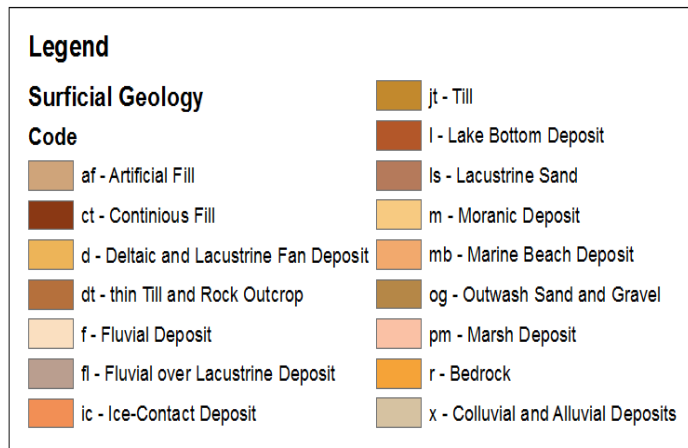 Legend
Surficial Geology
Code
af - Artificial Fill
ct - Continious Fill
d - Deltaic and Lacustrine Fan Deposit
dt - thin Till and Rock Outcrop
f - Fluvial Deposit
fl - Fluvial over Lacustrine Deposit
ic - Ice-Contact Deposit
jt - Till
l - Lake Bottom Deposit
ls - Lacustrine Sand
m - Moranic Deposit
mb - Marine Beach Deposit
og - Outwash Sand and Gravel
pm - Marsh Deposit
r - Bedrock
x - Colluvial and Alluvial Deposits